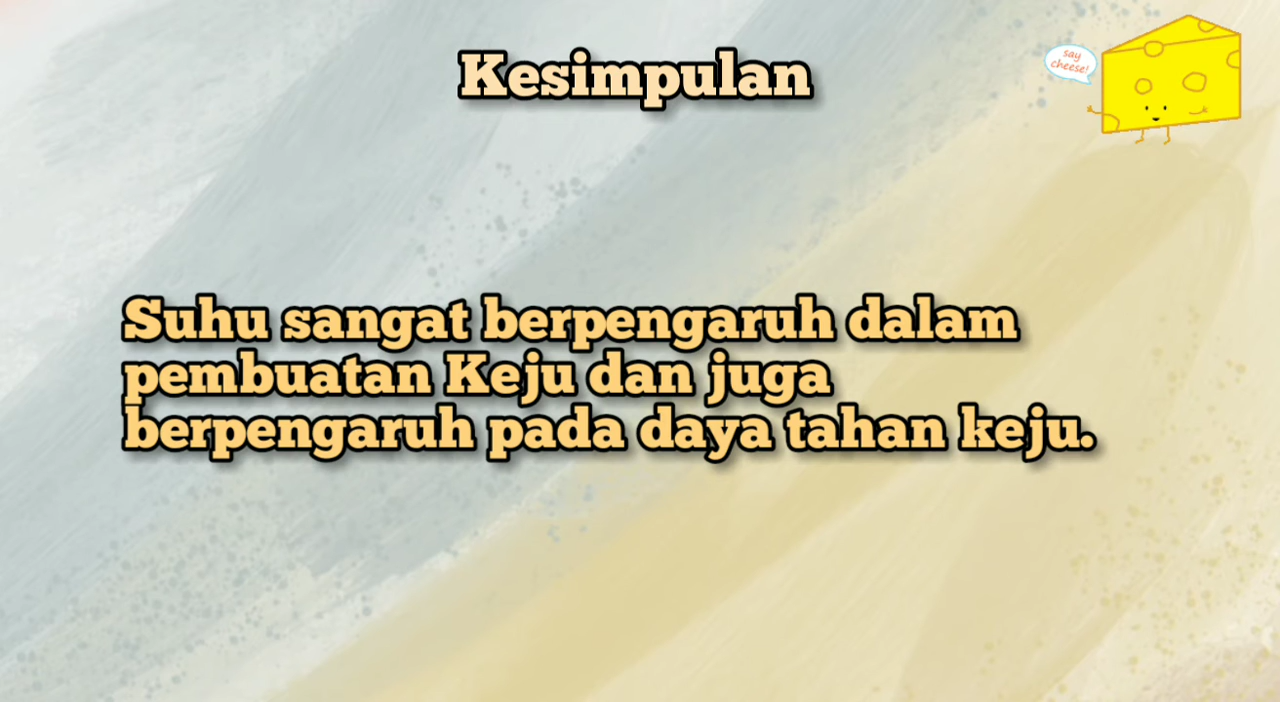 Kesimpulan
say
cheese!
Suhu sangat berpengaruh dalam
pembuatan Keju dan juga
berpengaruh pada daya tahan keju.